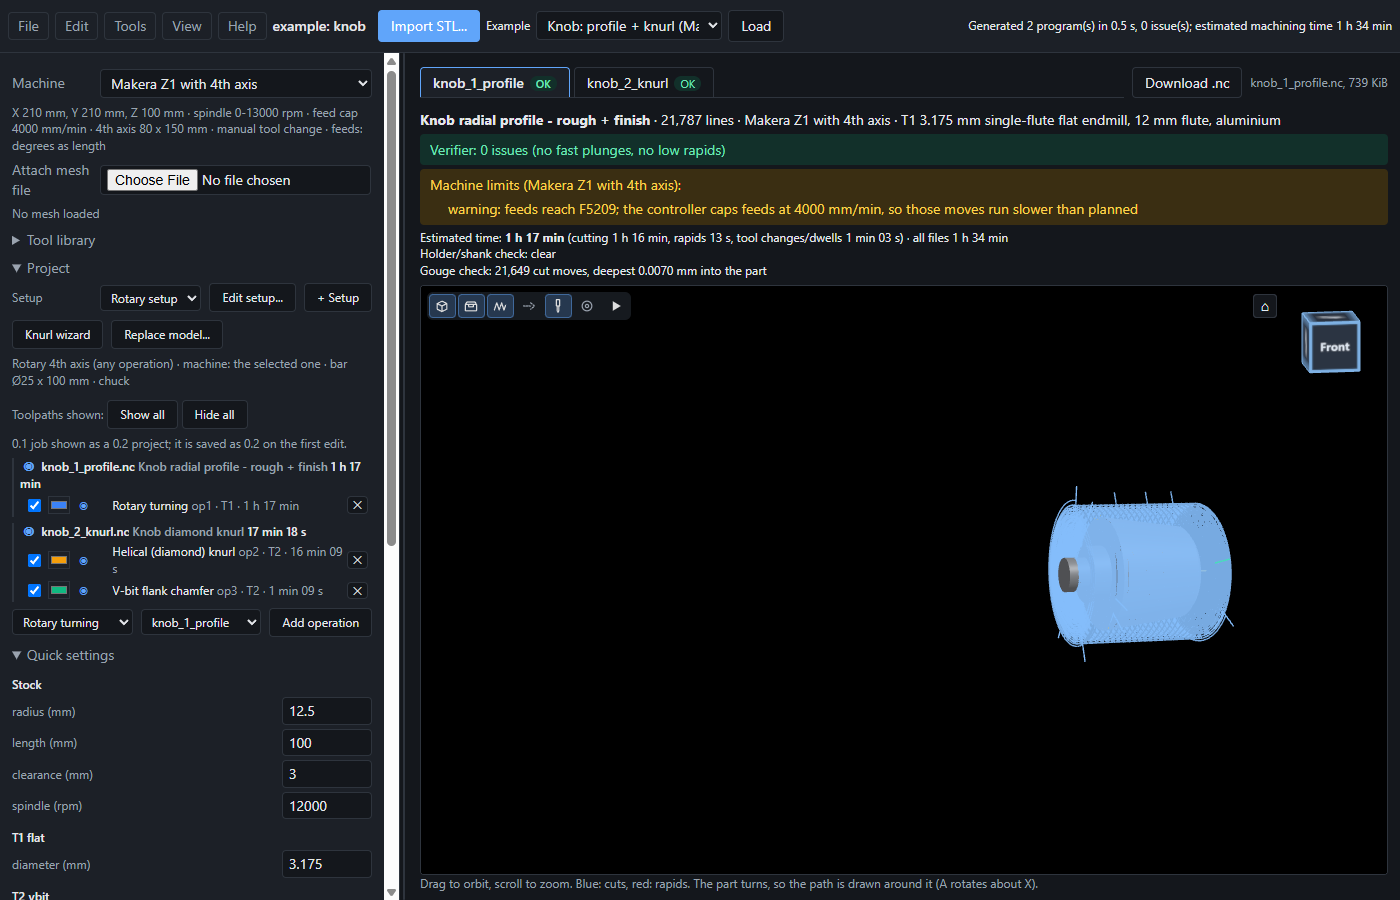 File
Edit
Tools
View
Help
example: knob
Import STL...
Example
Knob: profile + knurl (Ma
Load
Generated 2 program(s) in 0.5 s, 0 issue(s); estimated machining time 1 h 34 min
Machine
Makera Z1 with 4th axis
X 210 mm, Y 210 mm, Z 100 mm · spindle 0-13000 rpm · feed cap
4000 mm/min · 4th axis 80 x 150 mm · manual tool change · feeds:
degrees as length
Attach mesh
file
Choose File No file chosen
No mesh loaded
Tool library
Project
Setup
Rotary setup
Edit setup...
+ Setup
Knurl wizard
Replace model...
Rotary 4th axis (any operation) · machine: the selected one · bar
Ø25 x 100 mm · chuck
Toolpaths shown:
Show all
Hide all
0.1 job shown as a 0.2 project; it is saved as 0.2 on the first edit.
knob_1_profile.nc Knob radial profile - rough + finish 1 h 17
min
Rotary turning op1 · T1 · 1 h 17 min
knob_2_knurl.nc Knob diamond knurl 17 min 18 s
Helical (diamond) knurl op2 · T2 · 16 min 09
s
V-bit flank chamfer op3 · T2 · 1 min 09 s
Rotary turning
knob_1_profile
Add operation
Quick settings
Stock
radius (mm)
12.5
length (mm)
100
clearance (mm)
3
spindle (rpm)
12000
T1 flat
diameter (mm)
3.175
T2 vbit
knob_1_profile OK
knob_2_knurl OK
Download .nc
knob_1_profile.nc, 739 KiB
Knob radial profile - rough + finish · 21,787 lines · Makera Z1 with 4th axis · T1 3.175 mm single-flute flat endmill, 12 mm flute, aluminium
Verifier: 0 issues (no fast plunges, no low rapids)
Machine limits (Makera Z1 with 4th axis):
warning: feeds reach F5209; the controller caps feeds at 4000 mm/min, so those moves run slower than planned
Estimated time: 1 h 17 min (cutting 1 h 16 min, rapids 13 s, tool changes/dwells 1 min 03 s) · all files 1 h 34 min
Holder/shank check: clear
Gouge check: 21,649 cut moves, deepest 0.0070 mm into the part
Front
Drag to orbit, scroll to zoom. Blue: cuts, red: rapids. The part turns, so the path is drawn around it (A rotates about X).